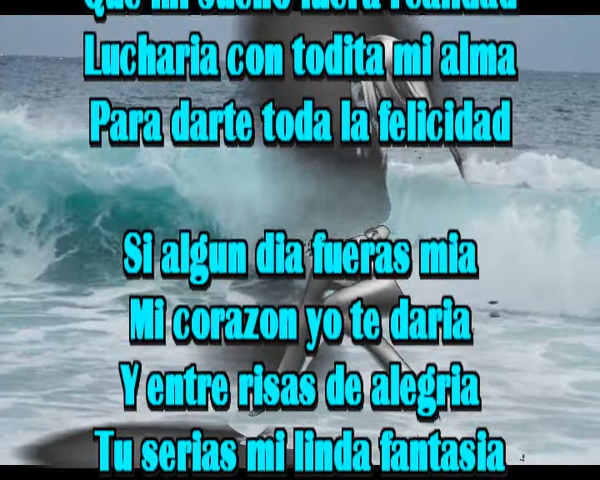 Que mi sueño fuera realidad
Lucharia con todita mi alma
Para darte toda la felicidad
Si algun dia fueras mia
Mi corazon yo te daria
Y entre risas de alegria
Tu serias mi linda fantasia